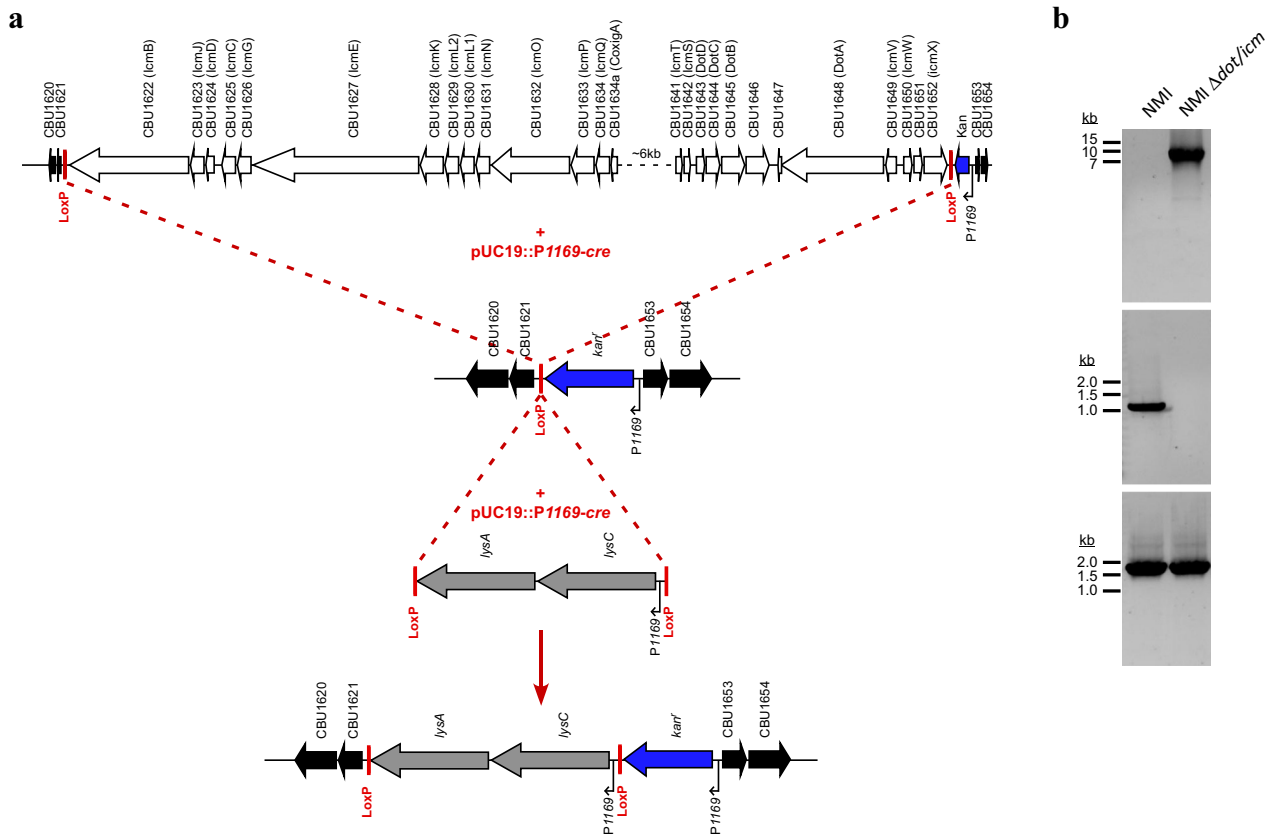 a
CBU1620
CBU1621
CBU1622 (IcmB)
CBU1623 (IcmJ)
CBU1624 (IcmD)
CBU1625 (IcmC)
CBU1626 (IcmG)
CBU1627 (IcmE)
CBU1628 (IcmK)
CBU1629 (IcmL2)
CBU1630 (IcmL1)
CBU1631 (IcmN)
CBU1632 (IcmO)
CBU1633 (IcmP)
CBU1634 (IcmQ)
CBU1634a (CoxigA)
~6kb
CBU1641 (IcmT)
CBU1642 (IcmS)
CBU1643 (DotD)
CBU1644 (DotC)
CBU1645 (DotB)
CBU1646
CBU1647
CBU1648 (DotA)
CBU1649 (IcmV)
CBU1650 (IcmW)
CBU1651
CBU1652 (icmX)
Kan
CBU1653
CBU1654
LoxP
LoxP
P1169
+
pUC19::P1169-cre
CBU1620
CBU1621
kanr
CBU1653
CBU1654
LoxP
P1169
+
pUC19::P1169-cre
lysA
lysC
LoxP
P1169
LoxP
CBU1620
CBU1621
lysA
lysC
kanr
CBU1653
CBU1654
LoxP
P1169
LoxP
P1169
b
NMI
NMI Δdot/icm
kb
15
10
7
kb
2.0
1.5
1.0
kb
2.0
1.5
1.0